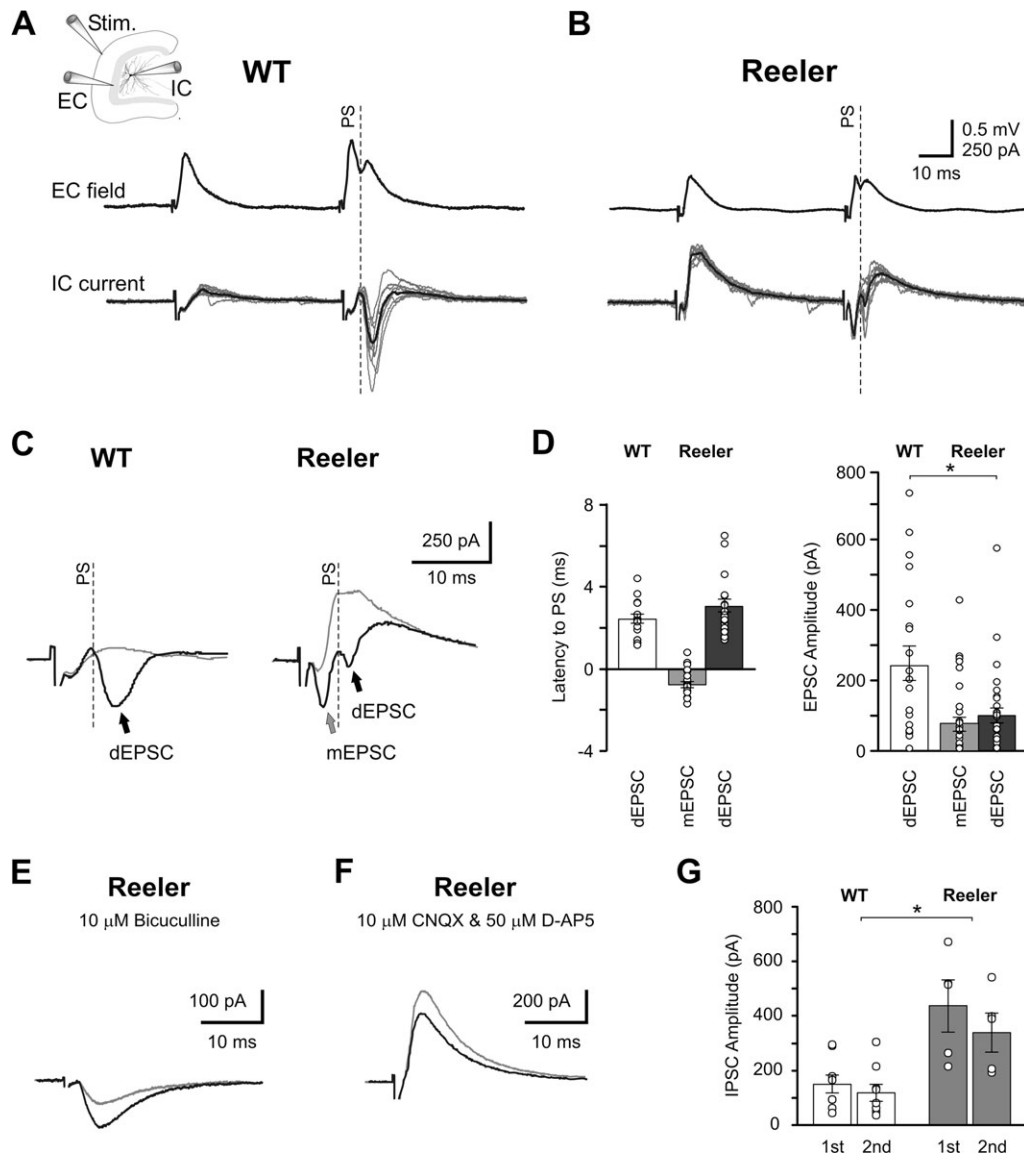 A
Stim.
EC
IC
WT
PS
EC field
IC current
B
Reeler
PS
0.5 mV
250 pA
10 ms
C
WT
Reeler
PS
PS
250 pA
10 ms
dEPSC
dEPSC
mEPSC
D
WT Reeler
Latency to PS (ms)
8
4
0
-4
dEPSC
mEPSC
dEPSC
WT Reeler
*
EPSC Amplitude (pA)
800
600
400
200
0
dEPSC
mEPSC
dEPSC
E
Reeler
10 µM Bicuculline
100 pA
10 ms
F
Reeler
10 µM CNQX & 50 µM D-AP5
200 pA
10 ms
G
WT Reeler
*
IPSC Amplitude (pA)
800
600
400
200
0
1st 2nd 1st 2nd